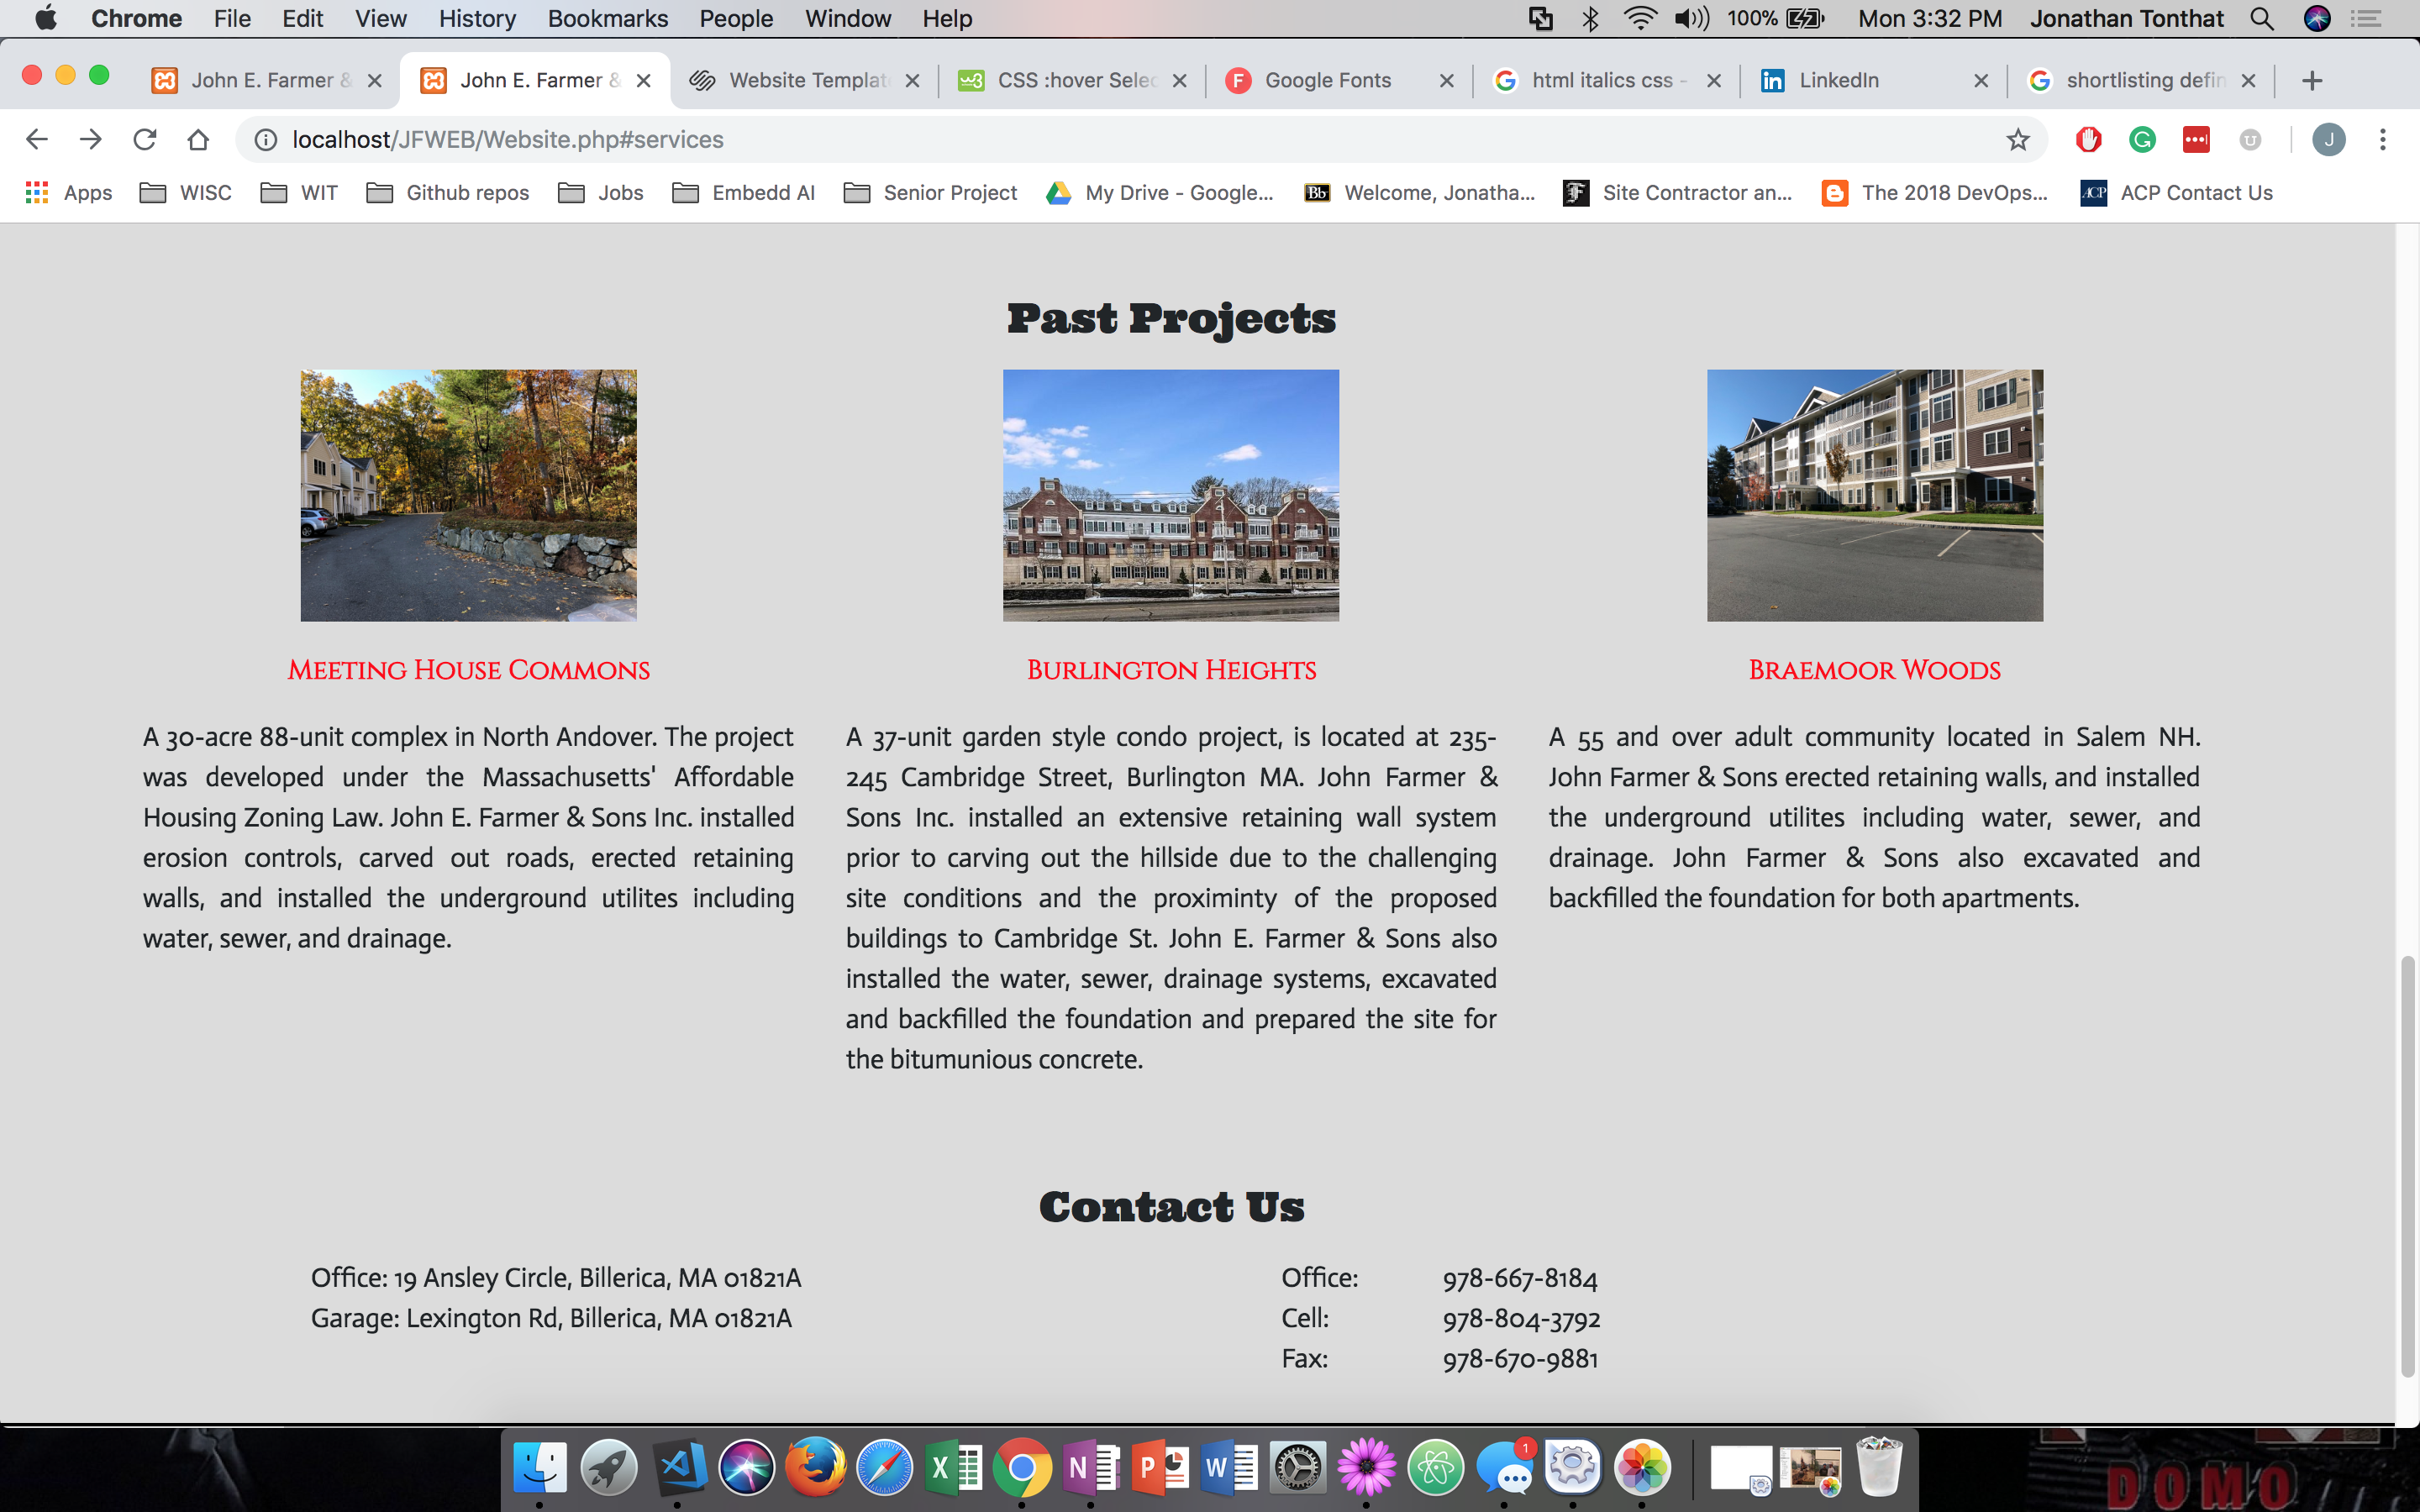 Chrome File Edit View History Bookmarks People Window Help 100% Mon 3:32 PM Jonathan Tonthat
John E. Farmer & John E. Farmer & Website Templat CSS :hover Selec Google Fonts html italics css - LinkedIn shortlisting defin
localhost/JFWEB/Website.php#services J
Apps WISC WIT Github repos Jobs Embedd AI Senior Project My Drive - Google... Bb Welcome, Jonatha... Site Contractor an... The 2018 DevOps... ACP ACP Contact Us
Past Projects
Meeting House Commons
A 30-acre 88-unit complex in North Andover. The project
was developed under the Massachusetts' Affordable
Housing Zoning Law. John E. Farmer & Sons Inc. installed
erosion controls, carved out roads, erected retaining
walls, and installed the underground utilites including
water, sewer, and drainage.
Burlington Heights
A 37-unit garden style condo project, is located at 235-
245 Cambridge Street, Burlington MA. John Farmer &
Sons Inc. installed an extensive retaining wall system
prior to carving out the hillside due to the challenging
site conditions and the proximinty of the proposed
buildings to Cambridge St. John E. Farmer & Sons also
installed the water, sewer, drainage systems, excavated
and backfilled the foundation and prepared the site for
the bitumunious concrete.
Braemoor Woods
A 55 and over adult community located in Salem NH.
John Farmer & Sons erected retaining walls, and installed
the underground utilites including water, sewer, and
drainage. John Farmer & Sons also excavated and
backfilled the foundation for both apartments.
Contact Us
Office: 19 Ansley Circle, Billerica, MA 01821A
Garage: Lexington Rd, Billerica, MA 01821A
Office: 978-667-8184
Cell: 978-804-3792
Fax: 978-670-9881
1
DOMO